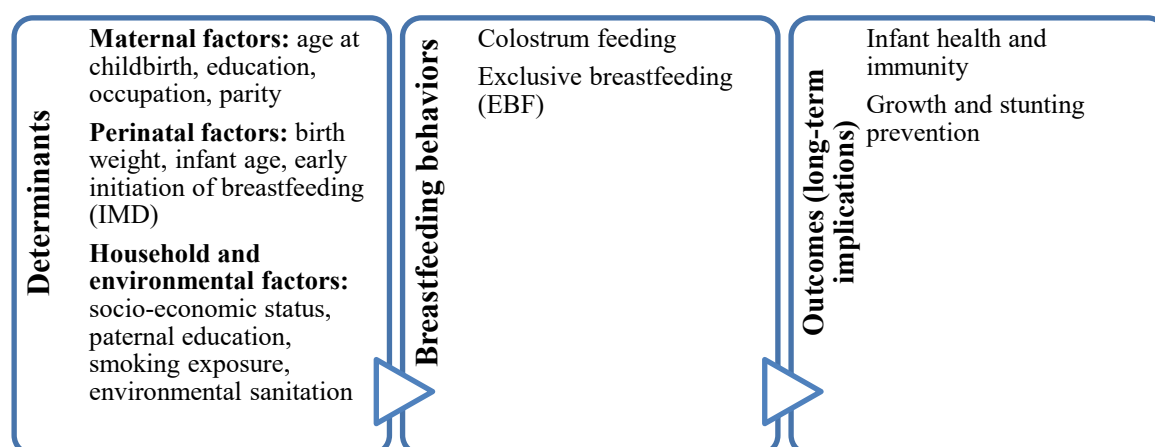 Determinants
Maternal factors: age at
childbirth, education,
occupation, parity
Perinatal factors: birth
weight, infant age, early
initiation of breastfeeding
(IMD)
Household and
environmental factors:
socio-economic status,
paternal education,
smoking exposure,
environmental sanitation
Breastfeeding behaviors
Colostrum feeding
Exclusive breastfeeding
(EBF)
Outcomes (long-term
implications)
Infant health and
immunity
Growth and stunting
prevention